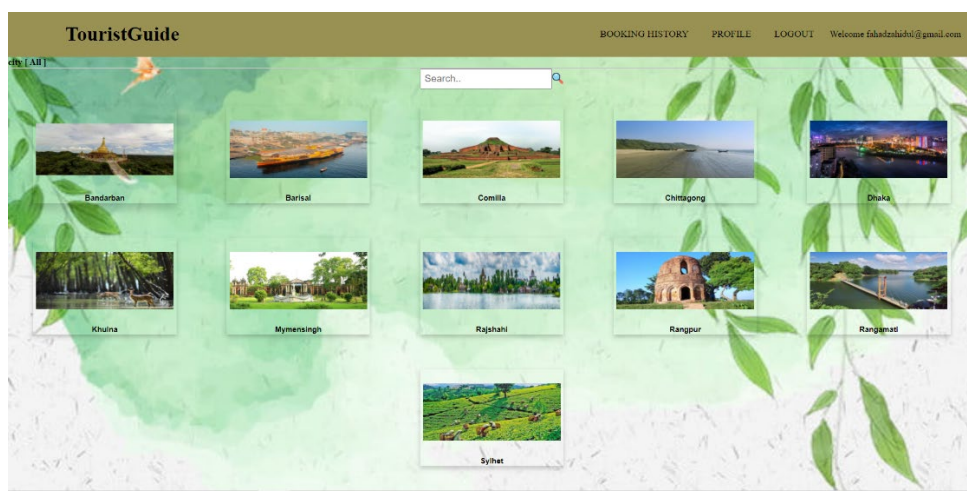 TouristGuide
BOOKING HISTORY PROFILE LOGOUT Welcome fahadzahidul@gmail.com
city [ All ]
Search..
Bandarban Barisal Comilla Chittagong Dhaka
Khulna Mymensingh Rajshahi Rangpur Rangamati
Sylhet